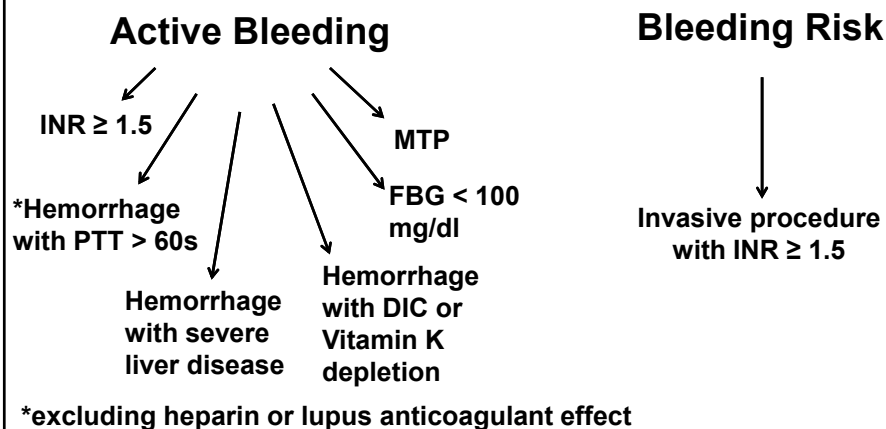 Active Bleeding
Bleeding Risk
INR ≥ 1.5
MTP
*Hemorrhage
with PTT > 60s
FBG < 100
mg/dl
Hemorrhage
with severe
liver disease
Hemorrhage
with DIC or
Vitamin K
depletion
Invasive procedure
with INR ≥ 1.5
*excluding heparin or lupus anticoagulant effect